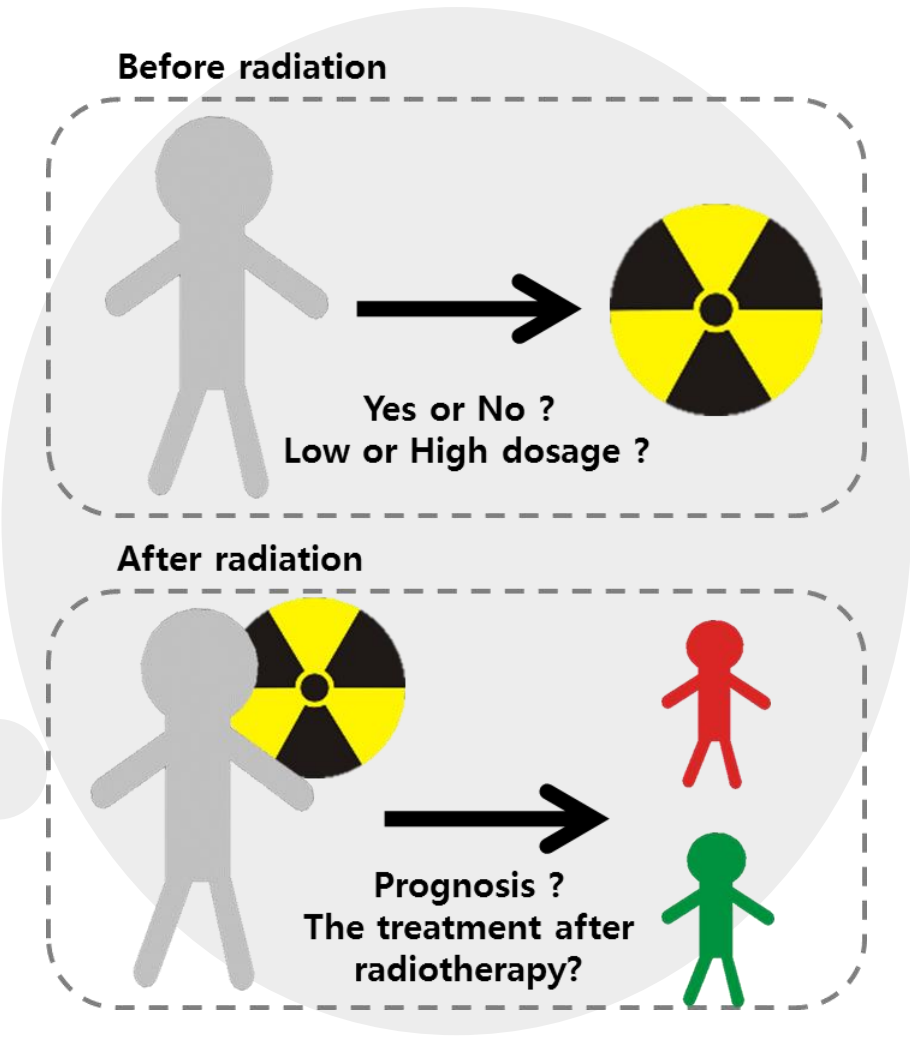 Before radiation
Yes or No ?
Low or High dosage ?
After radiation
Prognosis ?
The treatment after
radiotherapy?